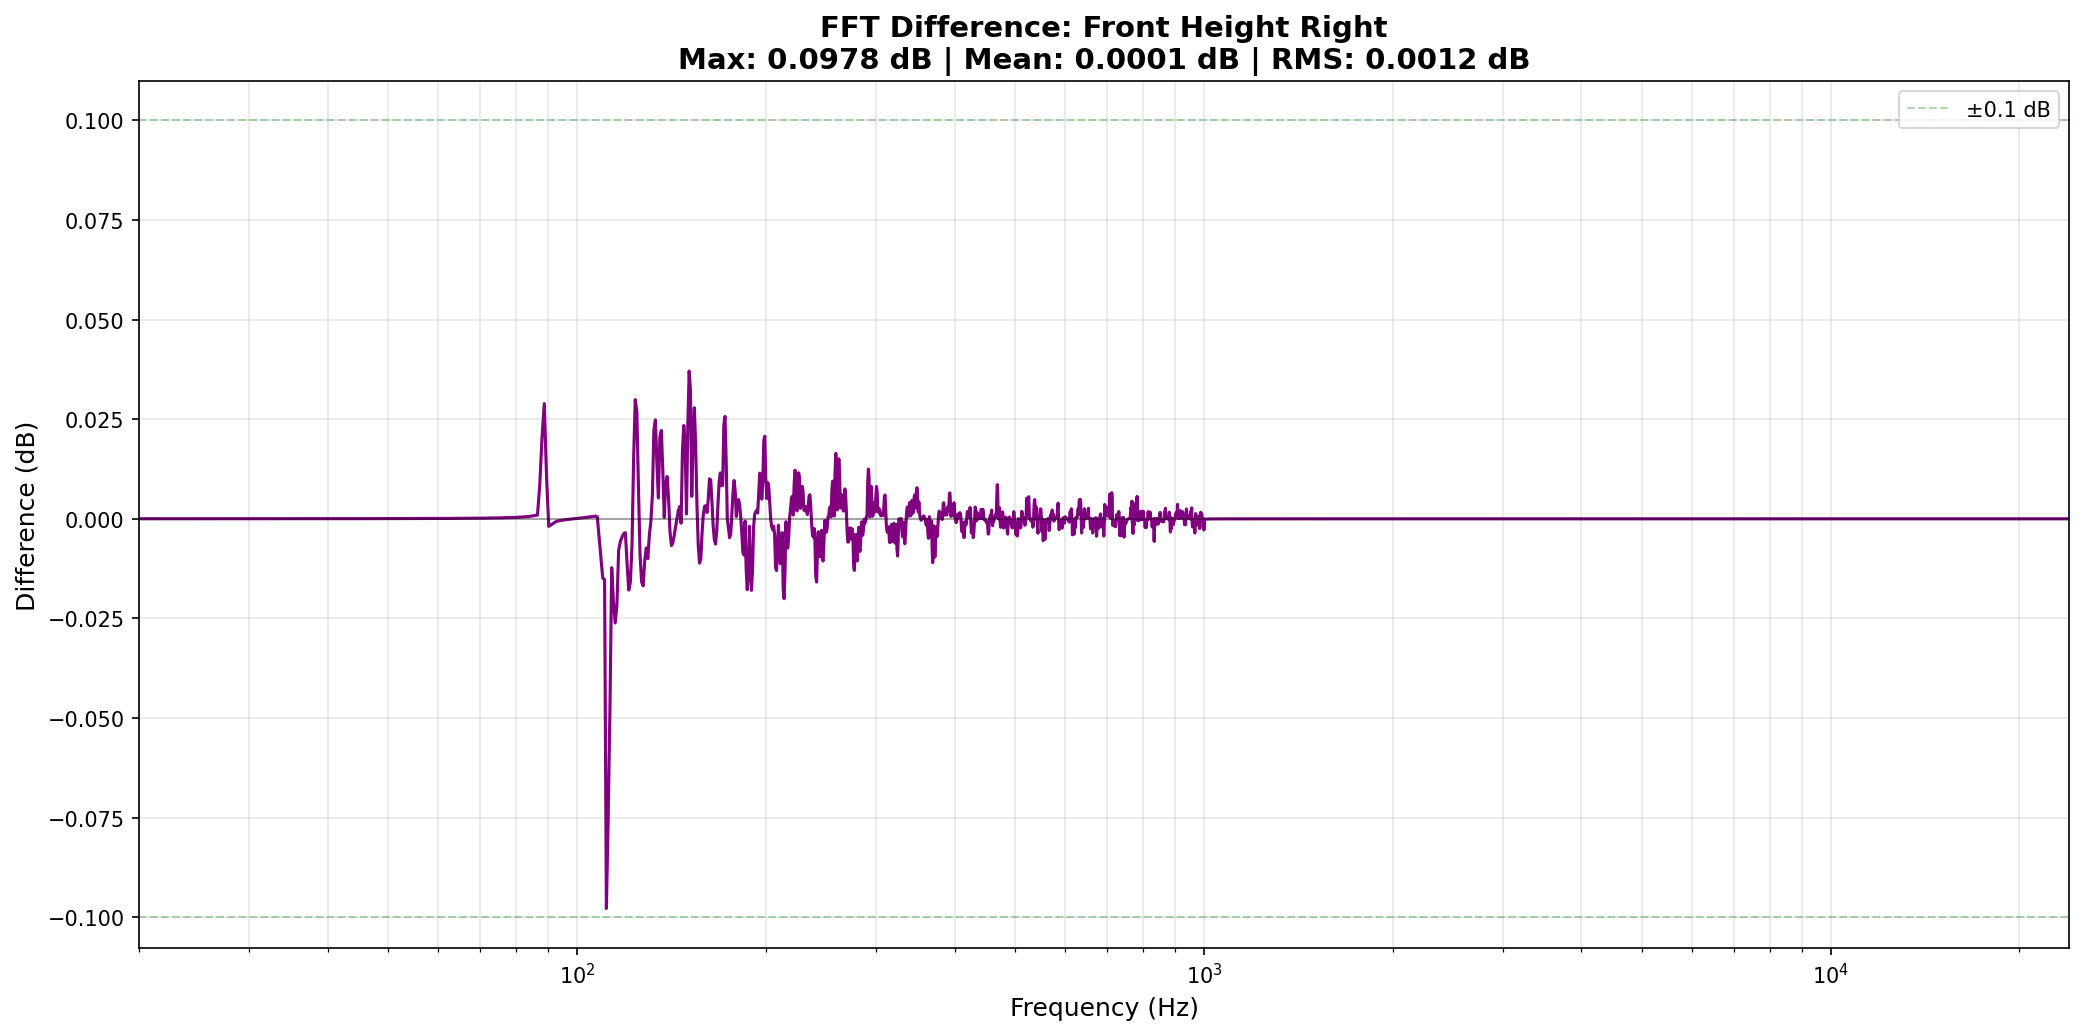 FFT Difference: Front Height Right
Max: 0.0978 dB | Mean: 0.0001 dB | RMS: 0.0012 dB
±0.1 dB
Difference (dB)
0.100
0.075
0.050
0.025
0.000
−0.025
−0.050
−0.075
−0.100
10² 10³ 10⁴
Frequency (Hz)